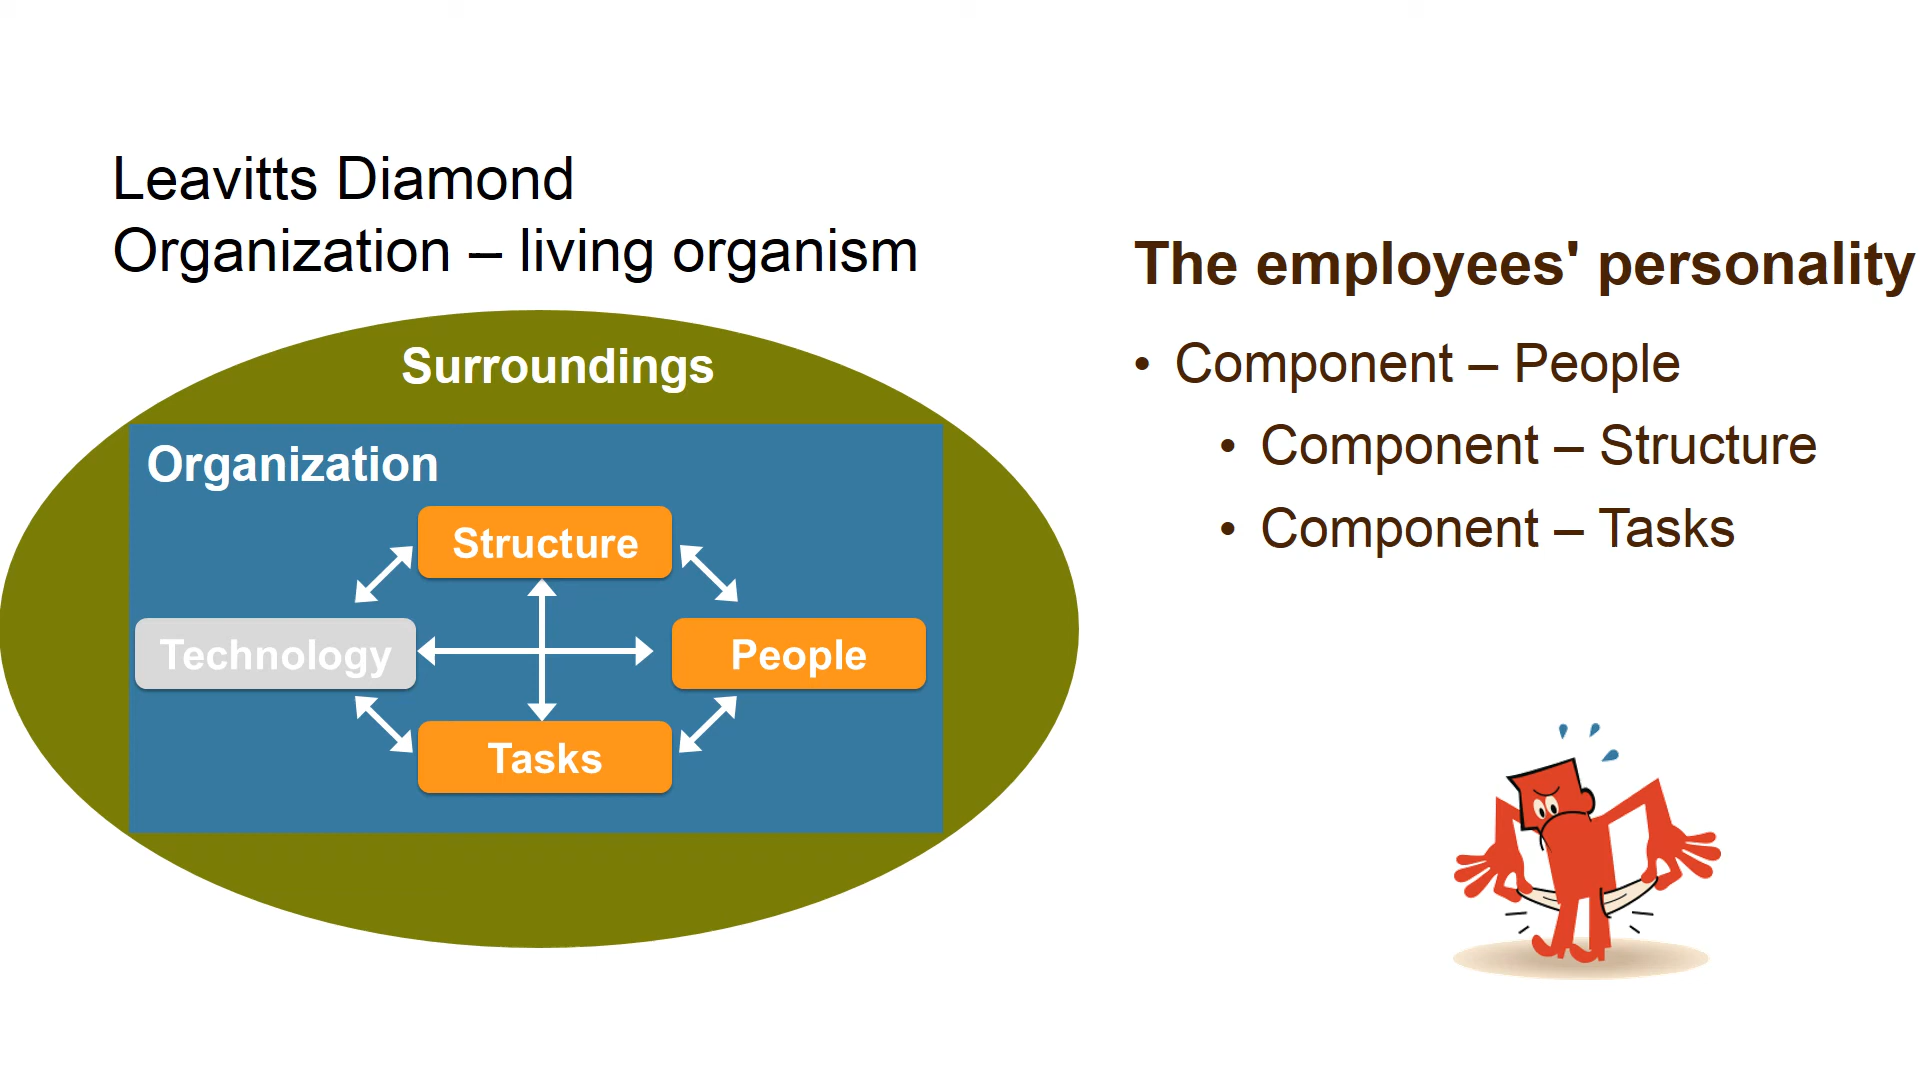 Leavitts Diamond
Organization – living organism
Surroundings
Organization
Structure
Technology
People
Tasks
The employees' personality
• Component – People
• Component – Structure
• Component – Tasks